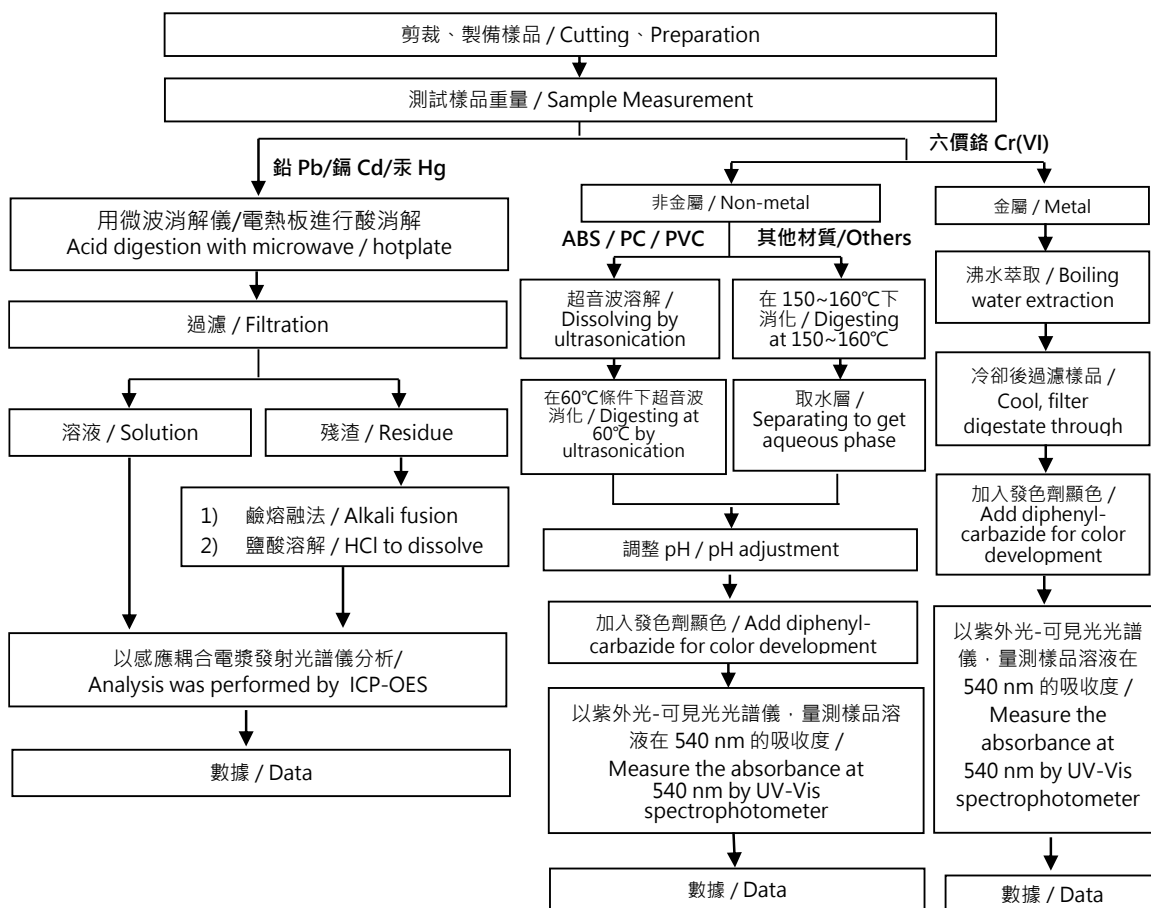 剪裁、製備樣品 / Cutting、Preparation
測試樣品重量 / Sample Measurement
鉛 Pb/鎘 Cd/汞 Hg
六價鉻 Cr(VI)
用微波消解儀/電熱板進行酸消解
Acid digestion with microwave / hotplate
過濾 / Filtration
溶液 / Solution
殘渣 / Residue
1) 鹼熔融法 / Alkali fusion
2) 鹽酸溶解 / HCl to dissolve
以感應耦合電漿發射光譜儀分析/
Analysis was performed by ICP-OES
數據 / Data
非金屬 / Non-metal
ABS / PC / PVC
其他材質/Others
超音波溶解 /
Dissolving by
ultrasonication
在60℃條件下超音波
消化 / Digesting at
60℃ by
ultrasonication
在 150~160℃下
消化 / Digesting
at 150~160℃
取水層 /
Separating to get
aqueous phase
調整 pH / pH adjustment
加入發色劑顯色 / Add diphenyl-
carbazide for color development
以紫外光-可見光光譜儀，量測樣品溶
液在 540 nm 的吸收度 /
Measure the absorbance at
540 nm by UV-Vis
spectrophotometer
數據 / Data
金屬 / Metal
沸水萃取 / Boiling
water extraction
冷卻後過濾樣品 /
Cool, filter
digestate through
加入發色劑顯色 /
Add diphenyl-
carbazide for color
development
以紫外光-可見光光譜
儀，量測樣品溶液在
540 nm 的吸收度 /
Measure the
absorbance at
540 nm by UV-Vis
spectrophotometer
數據 / Data